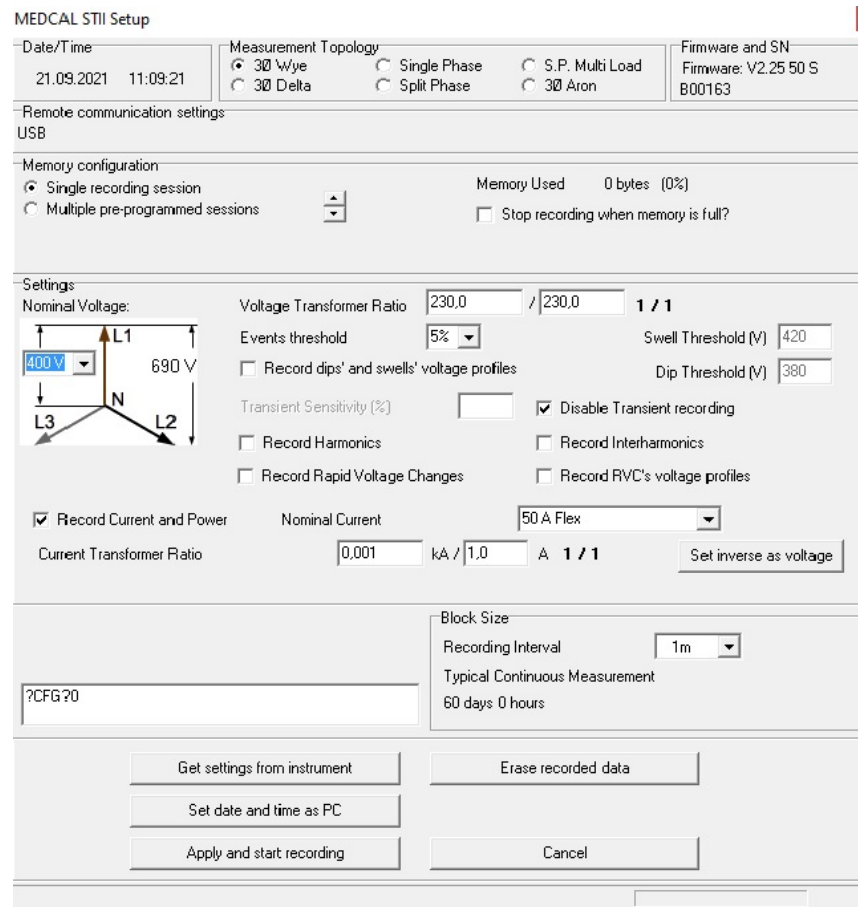 MEDCAL STII Setup
Date/Time
21.09.2021 11:09:21
Measurement Topology
3Ø Wye Single Phase S.P. Multi Load
3Ø Delta Split Phase 3Ø Aron
Firmware and SN
Firmware: V2.25 50 S
B00163
Remote communication settings
USB
Memory configuration
Single recording session
Multiple pre-programmed sessions
Memory Used 0 bytes (0%)
Stop recording when memory is full?
Settings
Nominal Voltage:
L1
400 V 690 V
N
L3 L2
Voltage Transformer Ratio 230,0 / 230,0 1 / 1
Events threshold 5% Swell Threshold (V) 420
Record dips' and swells' voltage profiles Dip Threshold (V) 380
Transient Sensitivity (%) Disable Transient recording
Record Harmonics Record Interharmonics
Record Rapid Voltage Changes Record RVC's voltage profiles
Record Current and Power Nominal Current 50 A Flex
Current Transformer Ratio 0,001 kA / 1,0 A 1 / 1 Set inverse as voltage
Block Size
Recording Interval 1m
Typical Continuous Measurement
60 days 0 hours
?CFG?0
Get settings from instrument Erase recorded data
Set date and time as PC
Apply and start recording Cancel